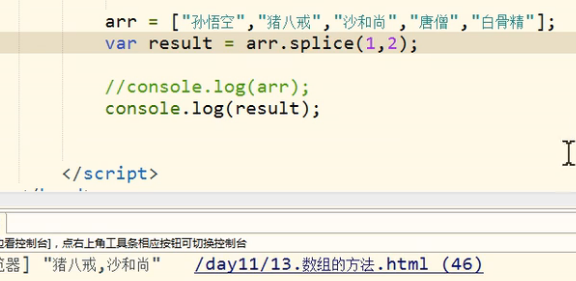 arr = ["孙悟空","猪八戒","沙和尚","唐僧","白骨精"];
var result = arr.splice(1,2);
//console.log(arr);
console.log(result);
</script>
看控制台]，点右上角工具条相应按钮可切换控制台
览器] "猪八戒,沙和尚" /day11/13.数组的方法.html (46)